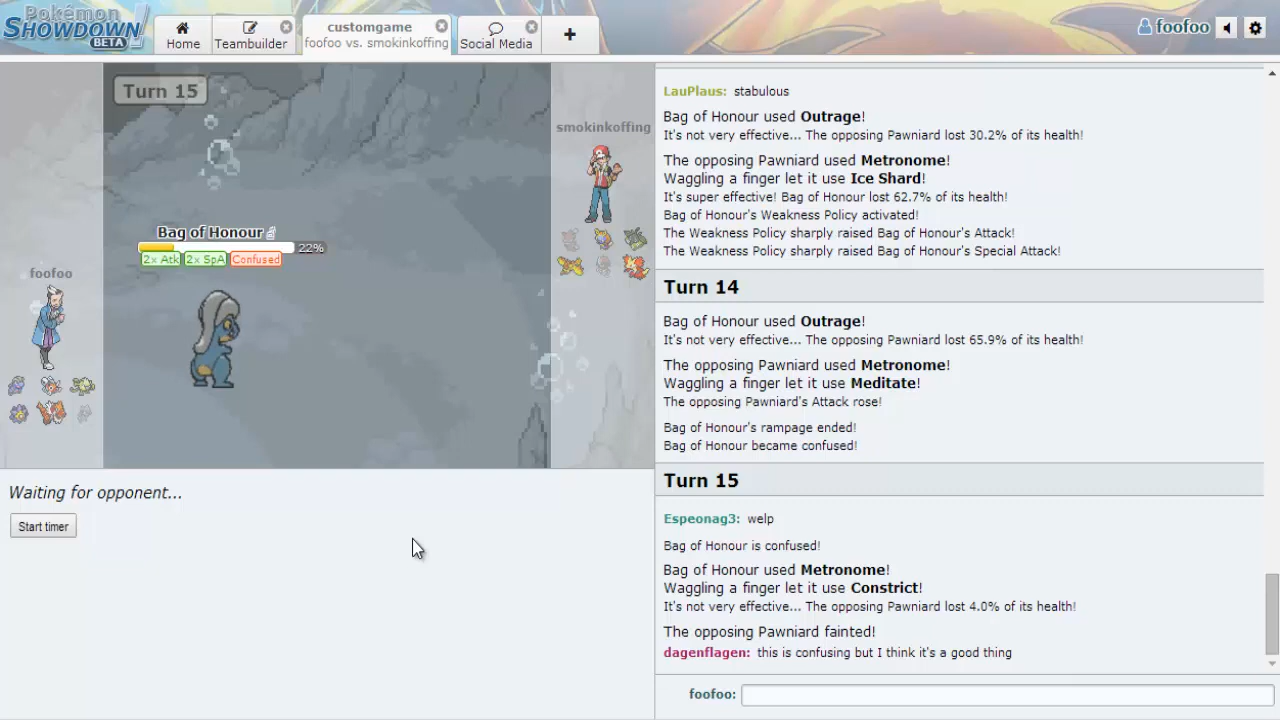 Pokémon
SHOWDOWN!
BETA
Home
Teambuilder
customgame
foofoo vs. smokinkoffing
Social Media
+
foofoo
Turn 15
smokinkoffing
Bag of Honour
22%
2x Atk 2x SpA Confused
foofoo
Waiting for opponent...
Start timer
LauPlaus: stabulous
Bag of Honour used Outrage!
It's not very effective... The opposing Pawniard lost 30.2% of its health!
The opposing Pawniard used Metronome!
Waggling a finger let it use Ice Shard!
It's super effective! Bag of Honour lost 62.7% of its health!
Bag of Honour's Weakness Policy activated!
The Weakness Policy sharply raised Bag of Honour's Attack!
The Weakness Policy sharply raised Bag of Honour's Special Attack!
Turn 14
Bag of Honour used Outrage!
It's not very effective... The opposing Pawniard lost 65.9% of its health!
The opposing Pawniard used Metronome!
Waggling a finger let it use Meditate!
The opposing Pawniard's Attack rose!
Bag of Honour's rampage ended!
Bag of Honour became confused!
Turn 15
Espeonag3: welp
Bag of Honour is confused!
Bag of Honour used Metronome!
Waggling a finger let it use Constrict!
It's not very effective... The opposing Pawniard lost 4.0% of its health!
The opposing Pawniard fainted!
dagenflagen: this is confusing but I think it's a good thing
foofoo: